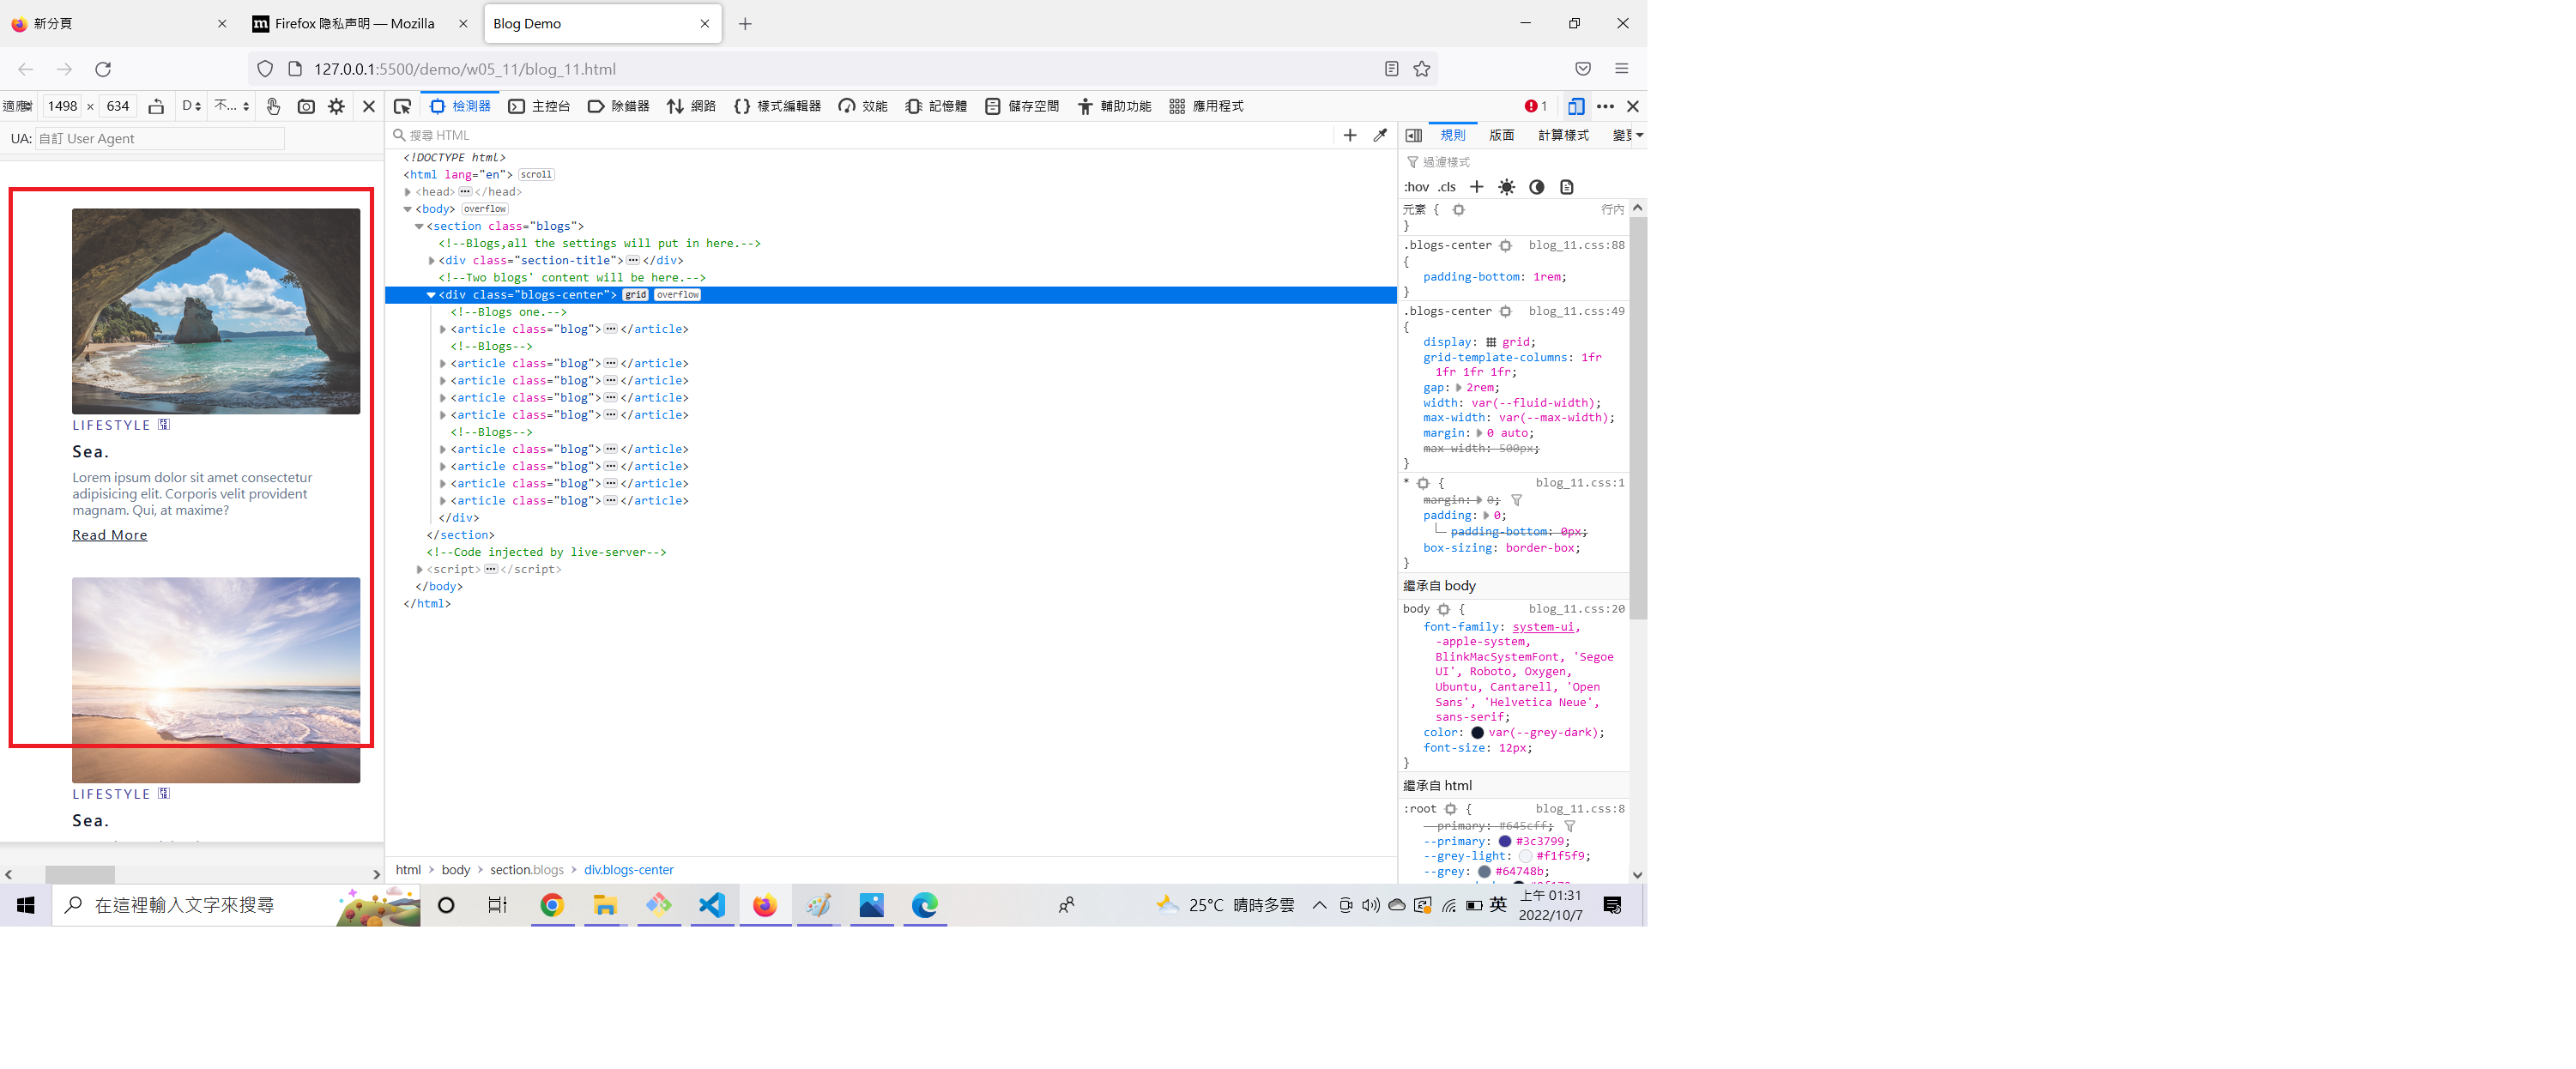 新分頁
Firefox 隐私声明 — Mozilla
Blog Demo
127.0.0.1:5500/demo/w05_11/blog_11.html
1498 × 634
D
不...
檢測器
主控台
除錯器
網路
樣式編輯器
效能
記憶體
儲存空間
輔助功能
應用程式
1
UA: 自訂 User Agent
搜尋 HTML
規則
版面
計算樣式
過濾樣式
:hov .cls
LIFESTYLE
Sea.
Lorem ipsum dolor sit amet consectetur
adipisicing elit. Corporis velit provident
magnam. Qui, at maxime?
Read More
LIFESTYLE
Sea.
<!DOCTYPE html>
<html lang="en"> scroll
<head> ••• </head>
<body> overflow
<section class="blogs">
<!--Blogs,all the settings will put in here.-->
<div class="section-title"> ••• </div>
<!--Two blogs' content will be here.-->
<div class="blogs-center"> grid overflow
<!--Blogs one.-->
<article class="blog"> ••• </article>
<!--Blogs-->
<article class="blog"> ••• </article>
<article class="blog"> ••• </article>
<article class="blog"> ••• </article>
<article class="blog"> ••• </article>
<!--Blogs-->
<article class="blog"> ••• </article>
<article class="blog"> ••• </article>
<article class="blog"> ••• </article>
<article class="blog"> ••• </article>
</div>
</section>
<!--Code injected by live-server-->
<script> ••• </script>
</body>
</html>
html > body > section.blogs > div.blogs-center
元素 { 行內
}
.blogs-center blog_11.css:88
{
padding-bottom: 1rem;
}
.blogs-center blog_11.css:49
{
display: grid;
grid-template-columns: 1fr
1fr 1fr 1fr;
gap: 2rem;
width: var(--fluid-width);
max-width: var(--max-width);
margin: 0 auto;
max-width: 500px;
}
* { blog_11.css:1
margin: 0;
padding: 0;
padding-bottom: 0px;
box-sizing: border-box;
}
繼承自 body
body { blog_11.css:20
font-family: system-ui,
-apple-system,
BlinkMacSystemFont, 'Segoe
UI', Roboto, Oxygen,
Ubuntu, Cantarell, 'Open
Sans', 'Helvetica Neue',
sans-serif;
color: var(--grey-dark);
font-size: 12px;
}
繼承自 html
:root { blog_11.css:8
--primary: #645cff;
--primary: #3c3799;
--grey-light: #f1f5f9;
--grey: #64748b;
在這裡輸入文字來搜尋
25°C 晴時多雲
英
上午 01:31
2022/10/7